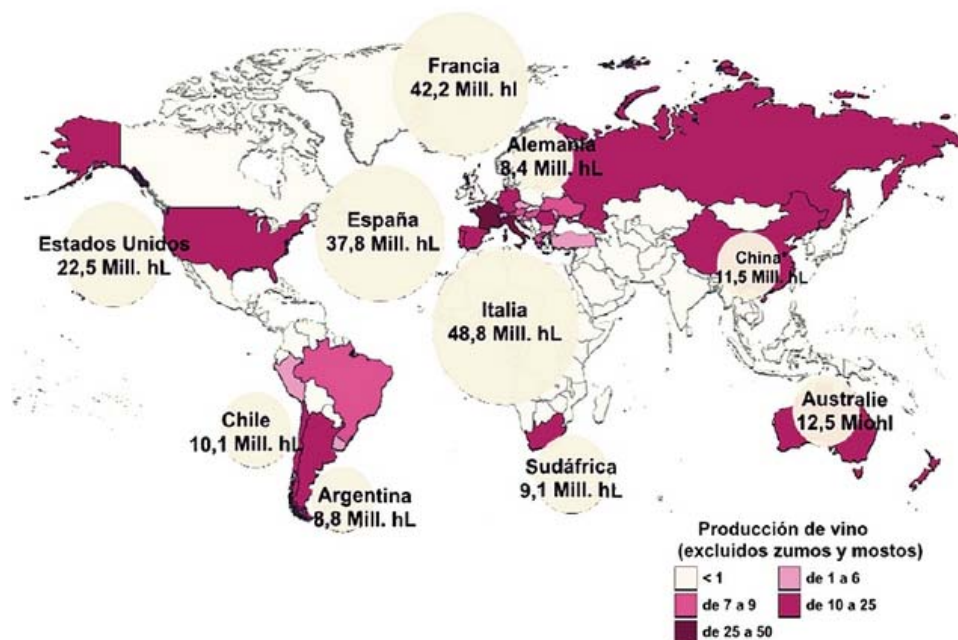 Francia
42,2 Mill. hl
Alemania
8,4 Mill. hL
España
37,8 Mill. hL
Estados Unidos
22,5 Mill. hL
China
11,5 Mill. hL
Italia
48,8 Mill. hL
Australie
12,5 Miohl
Chile
10,1 Mill. hL
Sudáfrica
9,1 Mill. hL
Argentina
8,8 Mill. hL
Producción de vino
(excluidos zumos y mostos)
< 1
de 1 a 6
de 7 a 9
de 10 a 25
de 25 a 50